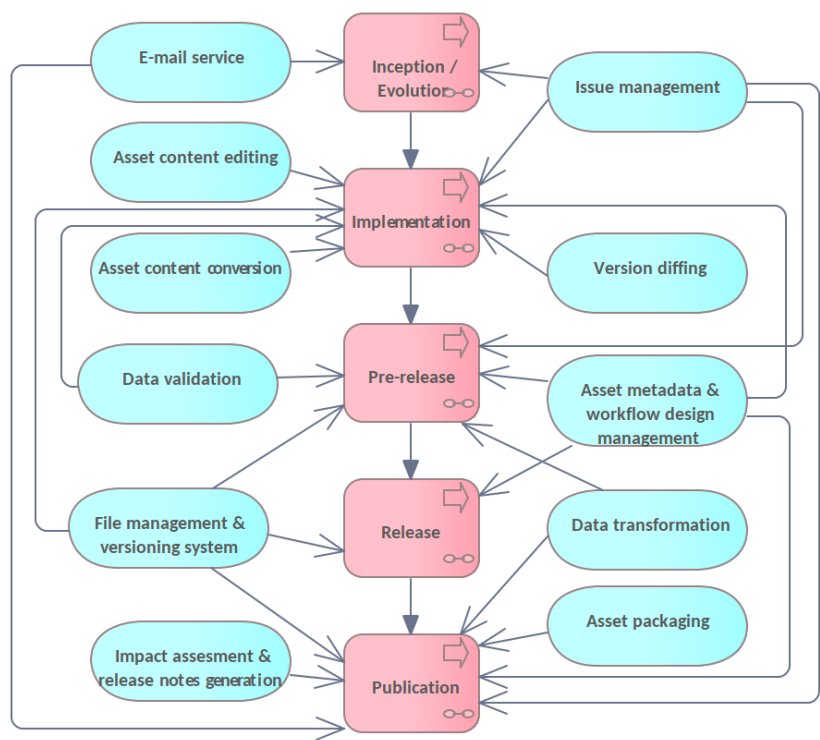 E-mail service
Inception /
Evolution
Issue management
Asset content editing
Implementation
Asset content conversion
Version diffing
Data validation
Pre-release
Asset metadata &
workflow design
management
File management &
versioning system
Release
Data transformation
Asset packaging
Impact assesment &
release notes generation
Publication